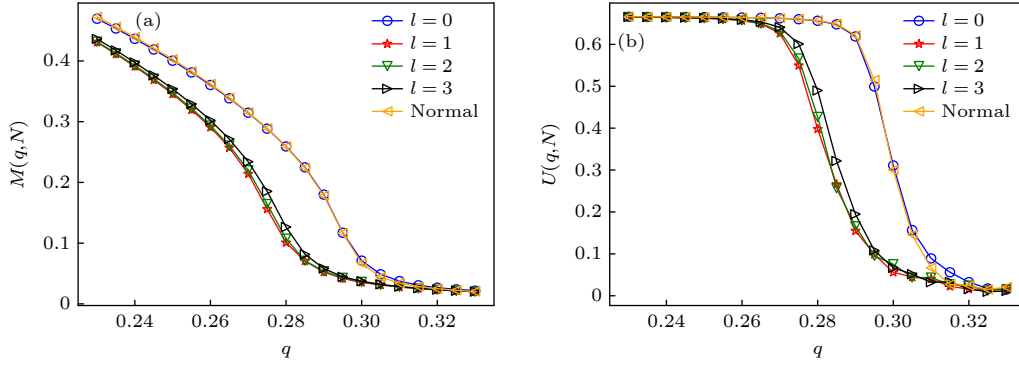 (a)
l = 0
l = 1
l = 2
l = 3
Normal
M(q,N)
0.4
0.3
0.2
0.1
0
0.24
0.26
0.28
0.30
0.32
q
(b)
l = 0
l = 1
l = 2
l = 3
Normal
U(q,N)
0.6
0.5
0.4
0.3
0.2
0.1
0
0.24
0.26
0.28
0.30
0.32
q